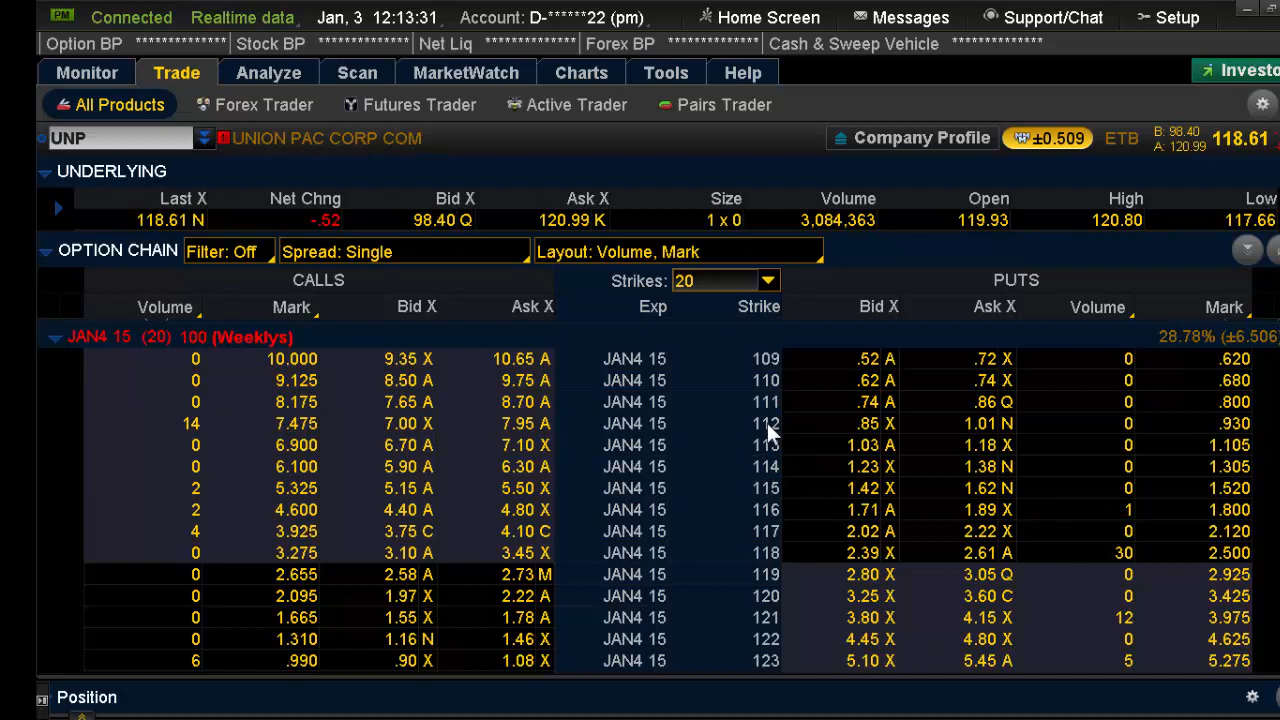 PM Connected Realtime data Jan, 3 12:13:31 Account: D-******22 (pm) Home Screen Messages Support/Chat Setup
Option BP ************* Stock BP ************* Net Liq ************* Forex BP ************* Cash & Sweep Vehicle *************
Monitor Trade Analyze Scan MarketWatch Charts Tools Help Investo
All Products Forex Trader Futures Trader Active Trader Pairs Trader
UNP UNION PAC CORP COM Company Profile ±0.509 ETB B: 98.40 118.61
A: 120.99
UNDERLYING
Last X Net Chng Bid X Ask X Size Volume Open High Low
118.61 N -.52 98.40 Q 120.99 K 1 x 0 3,084,363 119.93 120.80 117.66
OPTION CHAIN Filter: Off Spread: Single Layout: Volume, Mark
CALLS Strikes: 20 PUTS
Volume Mark Bid X Ask X Exp Strike Bid X Ask X Volume Mark
JAN4 15 (20) 100 (Weeklys) 28.78% (±6.506)
0 10.000 9.35 X 10.65 A JAN4 15 109 .52 A .72 X 0 .620
0 9.125 8.50 A 9.75 A JAN4 15 110 .62 A .74 X 0 .680
0 8.175 7.65 A 8.70 A JAN4 15 111 .74 A .86 Q 0 .800
14 7.475 7.00 X 7.95 A JAN4 15 112 .85 X 1.01 N 0 .930
0 6.900 6.70 A 7.10 X JAN4 15 113 1.03 A 1.18 X 0 1.105
0 6.100 5.90 A 6.30 A JAN4 15 114 1.23 X 1.38 N 0 1.305
2 5.325 5.15 A 5.50 X JAN4 15 115 1.42 X 1.62 N 0 1.520
2 4.600 4.40 A 4.80 X JAN4 15 116 1.71 A 1.89 X 1 1.800
4 3.925 3.75 C 4.10 C JAN4 15 117 2.02 A 2.22 X 0 2.120
0 3.275 3.10 A 3.45 X JAN4 15 118 2.39 X 2.61 A 30 2.500
0 2.655 2.58 A 2.73 M JAN4 15 119 2.80 X 3.05 Q 0 2.925
0 2.095 1.97 X 2.22 A JAN4 15 120 3.25 X 3.60 C 0 3.425
0 1.665 1.55 X 1.78 A JAN4 15 121 3.80 X 4.15 X 12 3.975
0 1.310 1.16 N 1.46 X JAN4 15 122 4.45 X 4.80 X 0 4.625
6 .990 .90 X 1.08 X JAN4 15 123 5.10 X 5.45 A 5 5.275
Position